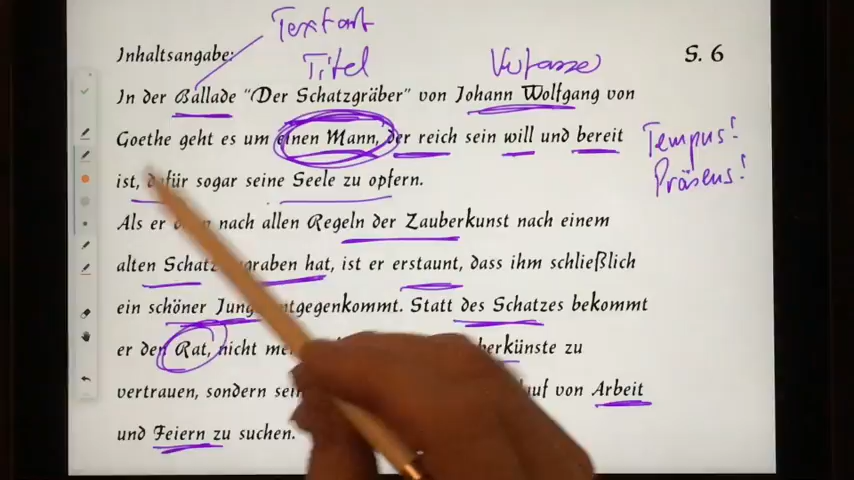 Textart
Inhaltsangabe: Titel Verfasser S. 6
In der Ballade "Der Schatzgräber" von Johann Wolfgang von
Goethe geht es um einen Mann, der reich sein will und bereit
Tempus!
ist, dafür sogar seine Seele zu opfern.
Präsens!
Als er nach allen Regeln der Zauberkunst nach einem
alten Schatz gegraben hat, ist er erstaunt, dass ihm schließlich
ein schöner Junge entgegenkommt. Statt des Schatzes bekommt
er den Rat, nicht zu
vertrauen, sondern von Arbeit
und Feiern zu suchen.